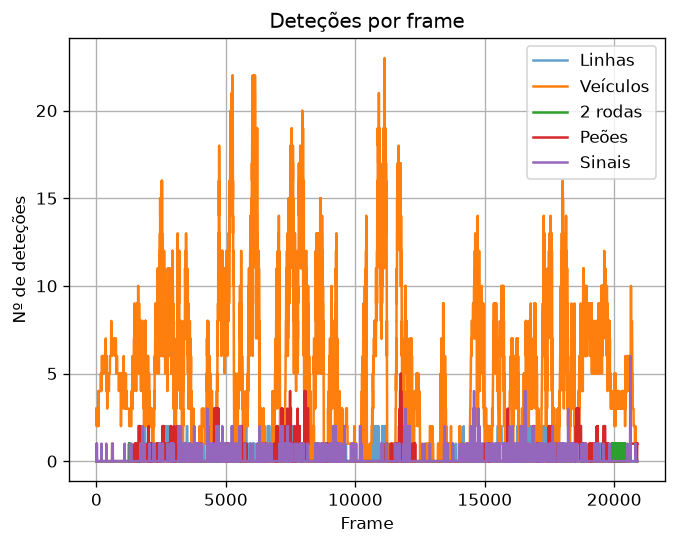 Deteções por frame
Linhas
Veículos
2 rodas
Peões
Sinais
Nº de deteções
20
15
10
5
0
0 5000 10000 15000 20000
Frame